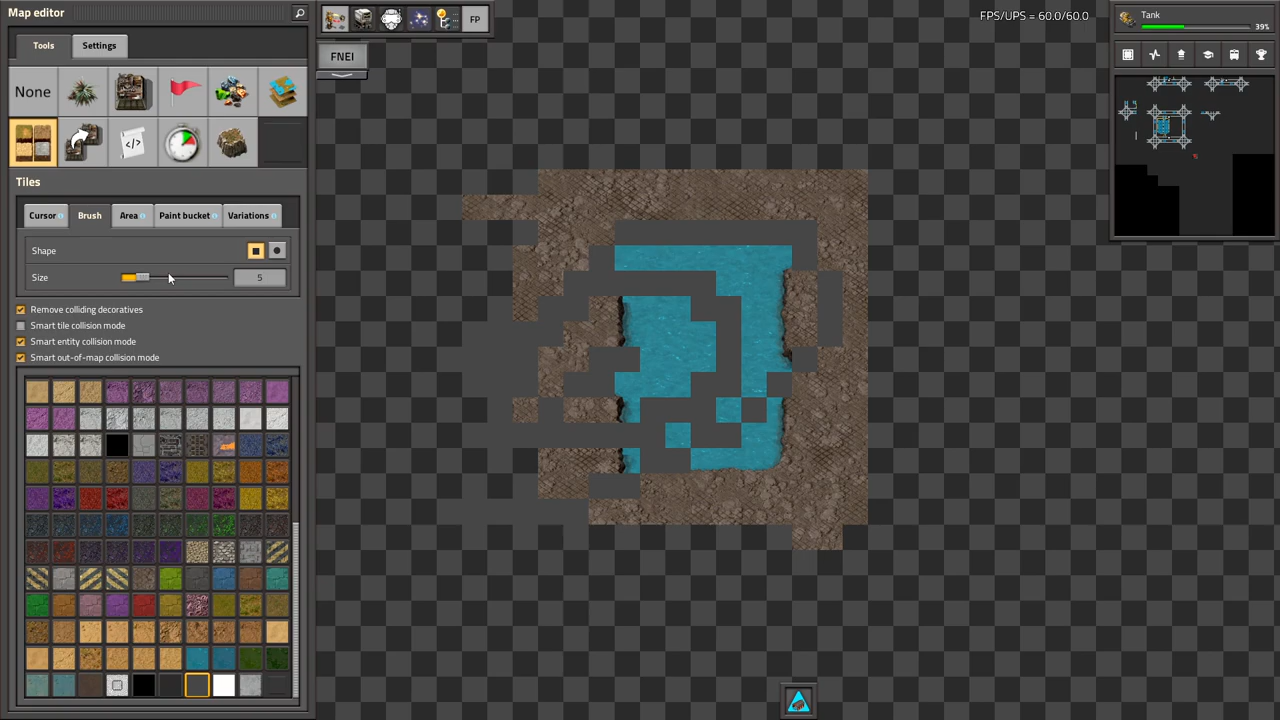 Map editor
FP
FPS/UPS = 60.0/60.0
Tank
39%
Tools
Settings
FNEI
None
</>
Tiles
Cursor
Brush
Area
Paint bucket
Variations
Shape
Size
5
Remove colliding decoratives
Smart tile collision mode
Smart entity collision mode
Smart out-of-map collision mode